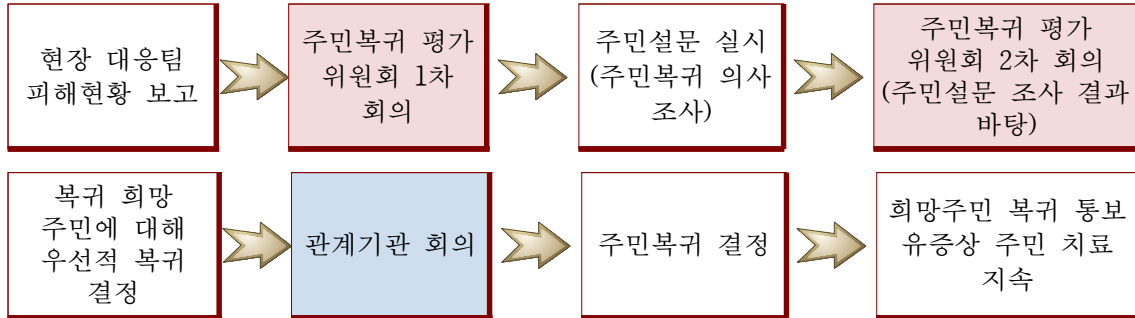 현장 대응팀
피해현황 보고
주민복귀 평가
위원회 1차
회의
주민설문 실시
(주민복귀 의사
조사)
주민복귀 평가
위원회 2차 회의
(주민설문 조사 결과
바탕)
복귀 희망
주민에 대해
우선적 복귀
결정
관계기관 회의
주민복귀 결정
희망주민 복귀 통보
유증상 주민 치료
지속